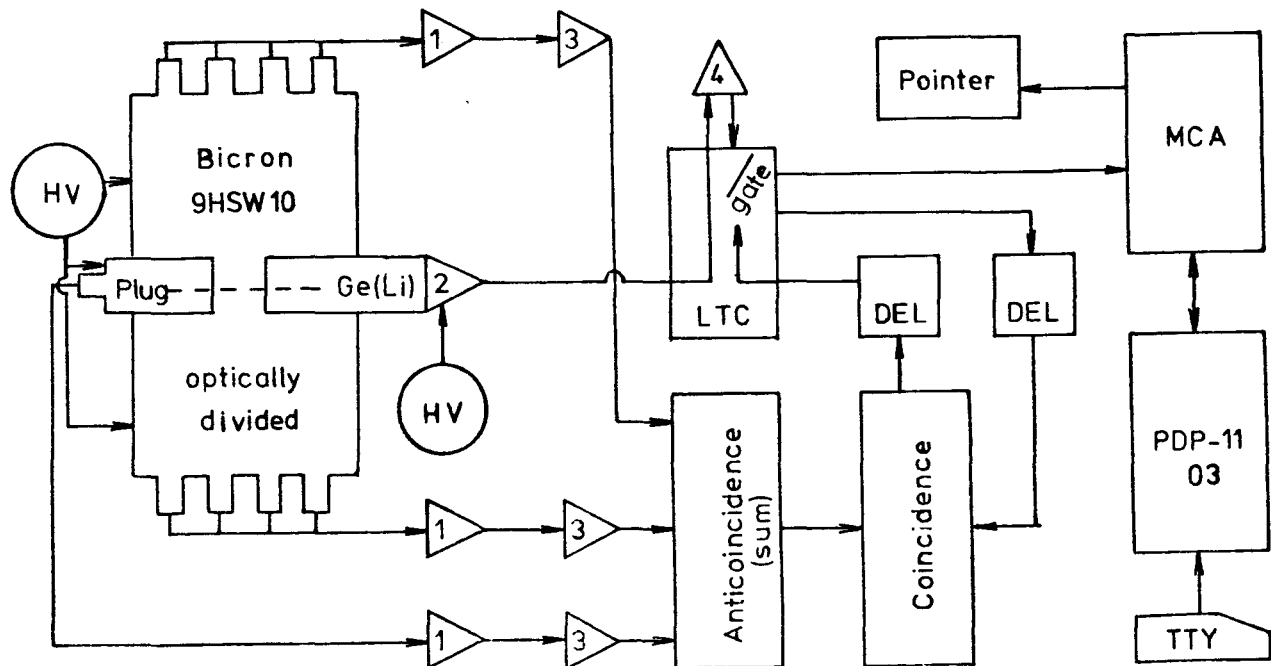 1
3
4
Pointer
MCA
Bicron
9HSW10
HV
gate
Plug
Ge(Li)
2
LTC
DEL
DEL
optically
divided
HV
Anticoincidence
(sum)
Coincidence
PDP-11
03
1
3
1
3
TTY